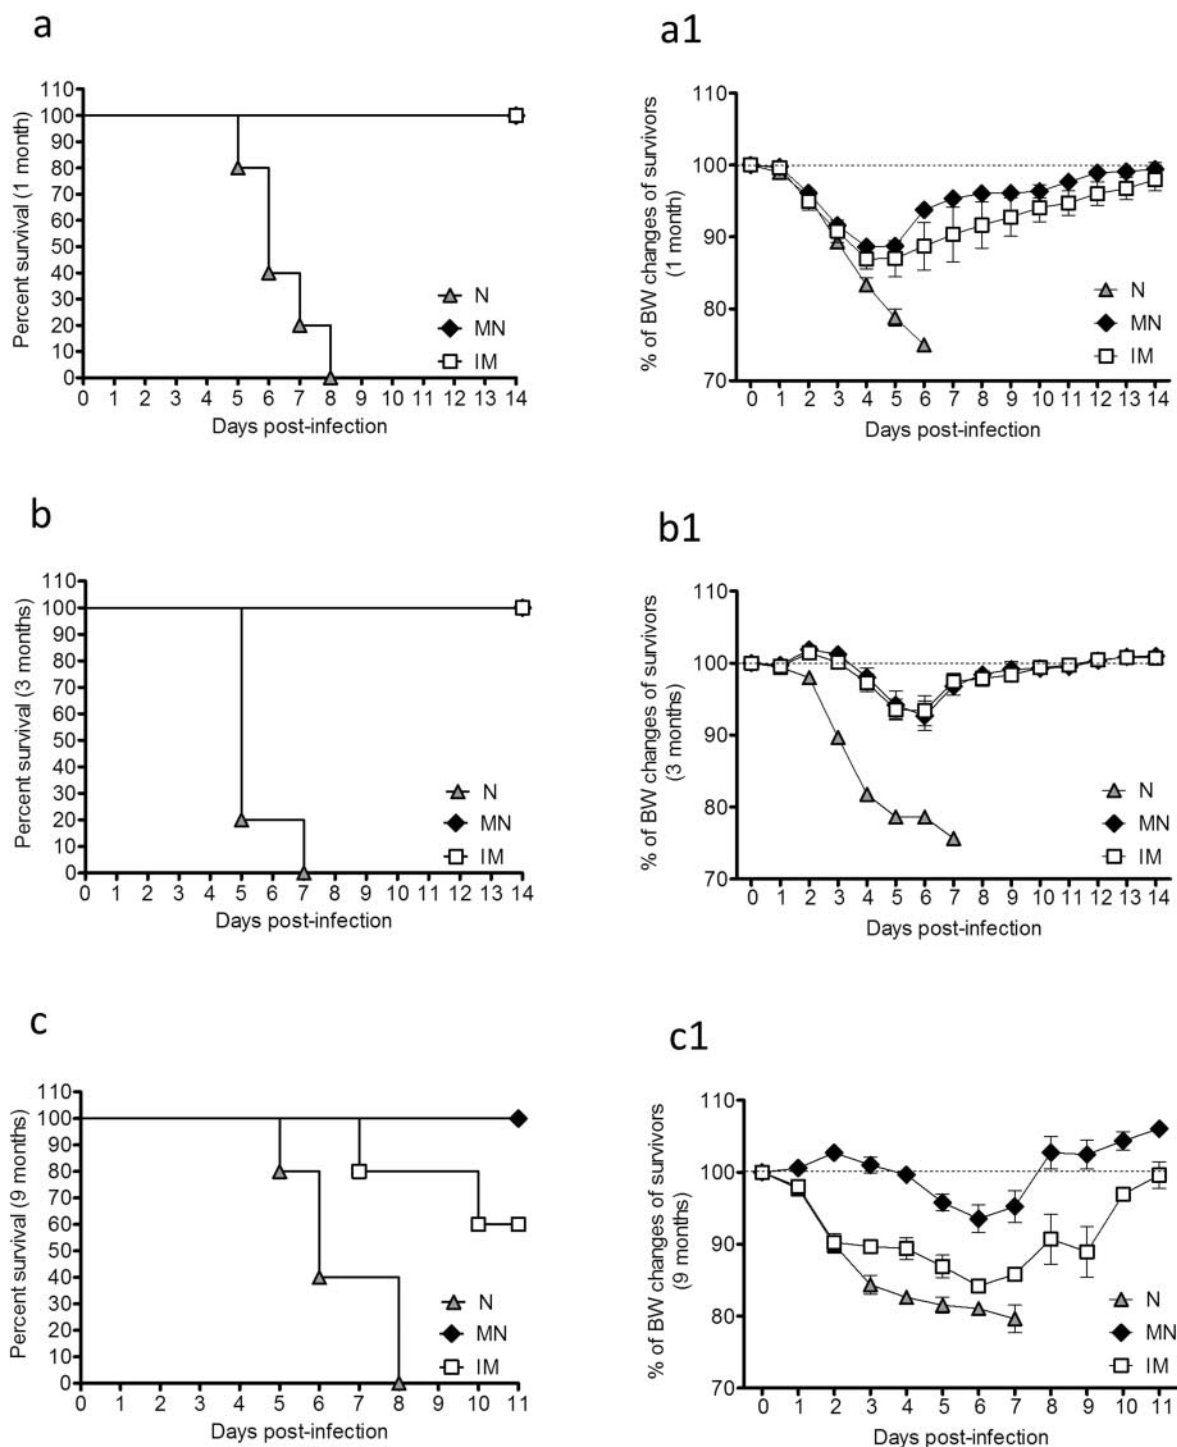 a
Percent survival (1 month)
110
100
90
80
70
60
50
40
30
20
10
0
0 1 2 3 4 5 6 7 8 9 10 11 12 13 14
Days post-infection
N
MN
IM
a1
% of BW changes of survivors
(1 month)
110
100
90
80
70
0 1 2 3 4 5 6 7 8 9 10 11 12 13 14
Days post-infection
N
MN
IM
b
Percent survival (3 months)
110
100
90
80
70
60
50
40
30
20
10
0
0 1 2 3 4 5 6 7 8 9 10 11 12 13 14
Days post-infection
N
MN
IM
b1
% of BW changes of survivors
(3 months)
110
100
90
80
70
0 1 2 3 4 5 6 7 8 9 10 11 12 13 14
Days post-infection
N
MN
IM
c
Percent survival (9 months)
110
100
90
80
70
60
50
40
30
20
10
0
0 1 2 3 4 5 6 7 8 9 10 11
Days post-infection
N
MN
IM
c1
% of BW changes of survivors
(9 months)
110
100
90
80
70
0 1 2 3 4 5 6 7 8 9 10 11
Days post-infection
N
MN
IM